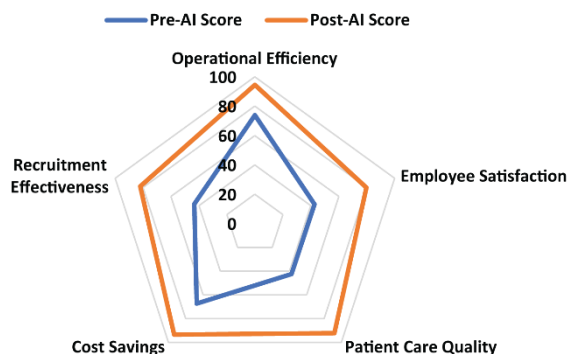 Pre-AI Score
Post-AI Score
Operational Efficiency
100
80
60
40
20
0
Recruitment
Effectiveness
Employee Satisfaction
Cost Savings
Patient Care Quality